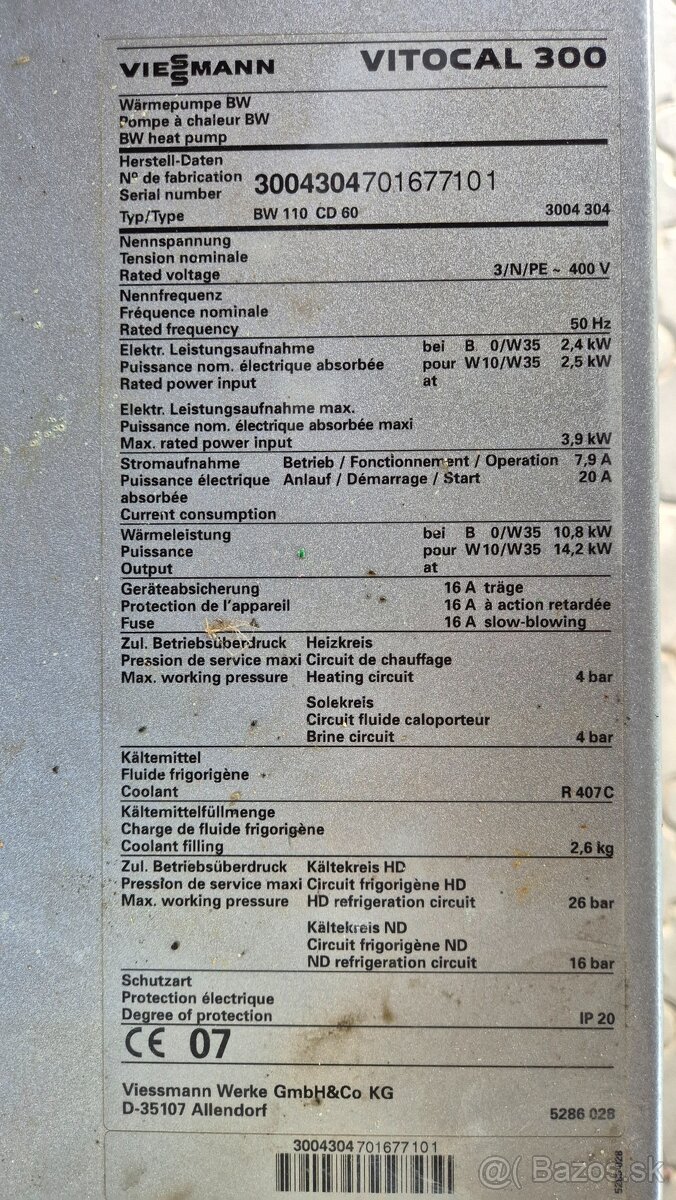 VIESSMANN VITOCAL 300
Wärmepumpe BW
Pompe à chaleur BW
BW heat pump
Herstell-Daten
N° de fabrication 3004304701677101
Serial number
Typ/Type BW 110 CD 60 3004 304
Nennspannung
Tension nominale
Rated voltage 3/N/PE ~ 400 V
Nennfrequenz
Fréquence nominale
Rated frequency 50 Hz
Elektr. Leistungsaufnahme bei B 0/W35 2,4 kW
Puissance nom. électrique absorbée pour W10/W35 2,5 kW
Rated power input at
Elektr. Leistungsaufnahme max.
Puissance nom. électrique absorbée maxi
Max. rated power input 3,9 kW
Stromaufnahme Betrieb / Fonctionnement / Operation 7,9 A
Puissance électrique Anlauf / Démarrage / Start 20 A
absorbée
Current consumption
Wärmeleistung bei B 0/W35 10,8 kW
Puissance pour W10/W35 14,2 kW
Output at
Geräteabsicherung 16 A träge
Protection de l'appareil 16 A à action retardée
Fuse 16 A slow-blowing
Zul. Betriebsüberdruck Heizkreis
Pression de service maxi Circuit de chauffage
Max. working pressure Heating circuit 4 bar
Solekreis
Circuit fluide caloporteur
Brine circuit 4 bar
Kältemittel
Fluide frigorigène
Coolant R 407C
Kältemittelfüllmenge
Charge de fluide frigorigène
Coolant filling 2,6 kg
Zul. Betriebsüberdruck Kältekreis HD
Pression de service maxi Circuit frigorigène HD
Max. working pressure HD refrigeration circuit 26 bar
Kältekreis ND
Circuit frigorigène ND
ND refrigeration circuit 16 bar
Schutzart
Protection électrique
Degree of protection IP 20
CE 07
Viessmann Werke GmbH&Co KG
D-35107 Allendorf 5286 028
3004304701677101
@( Bazos.sk